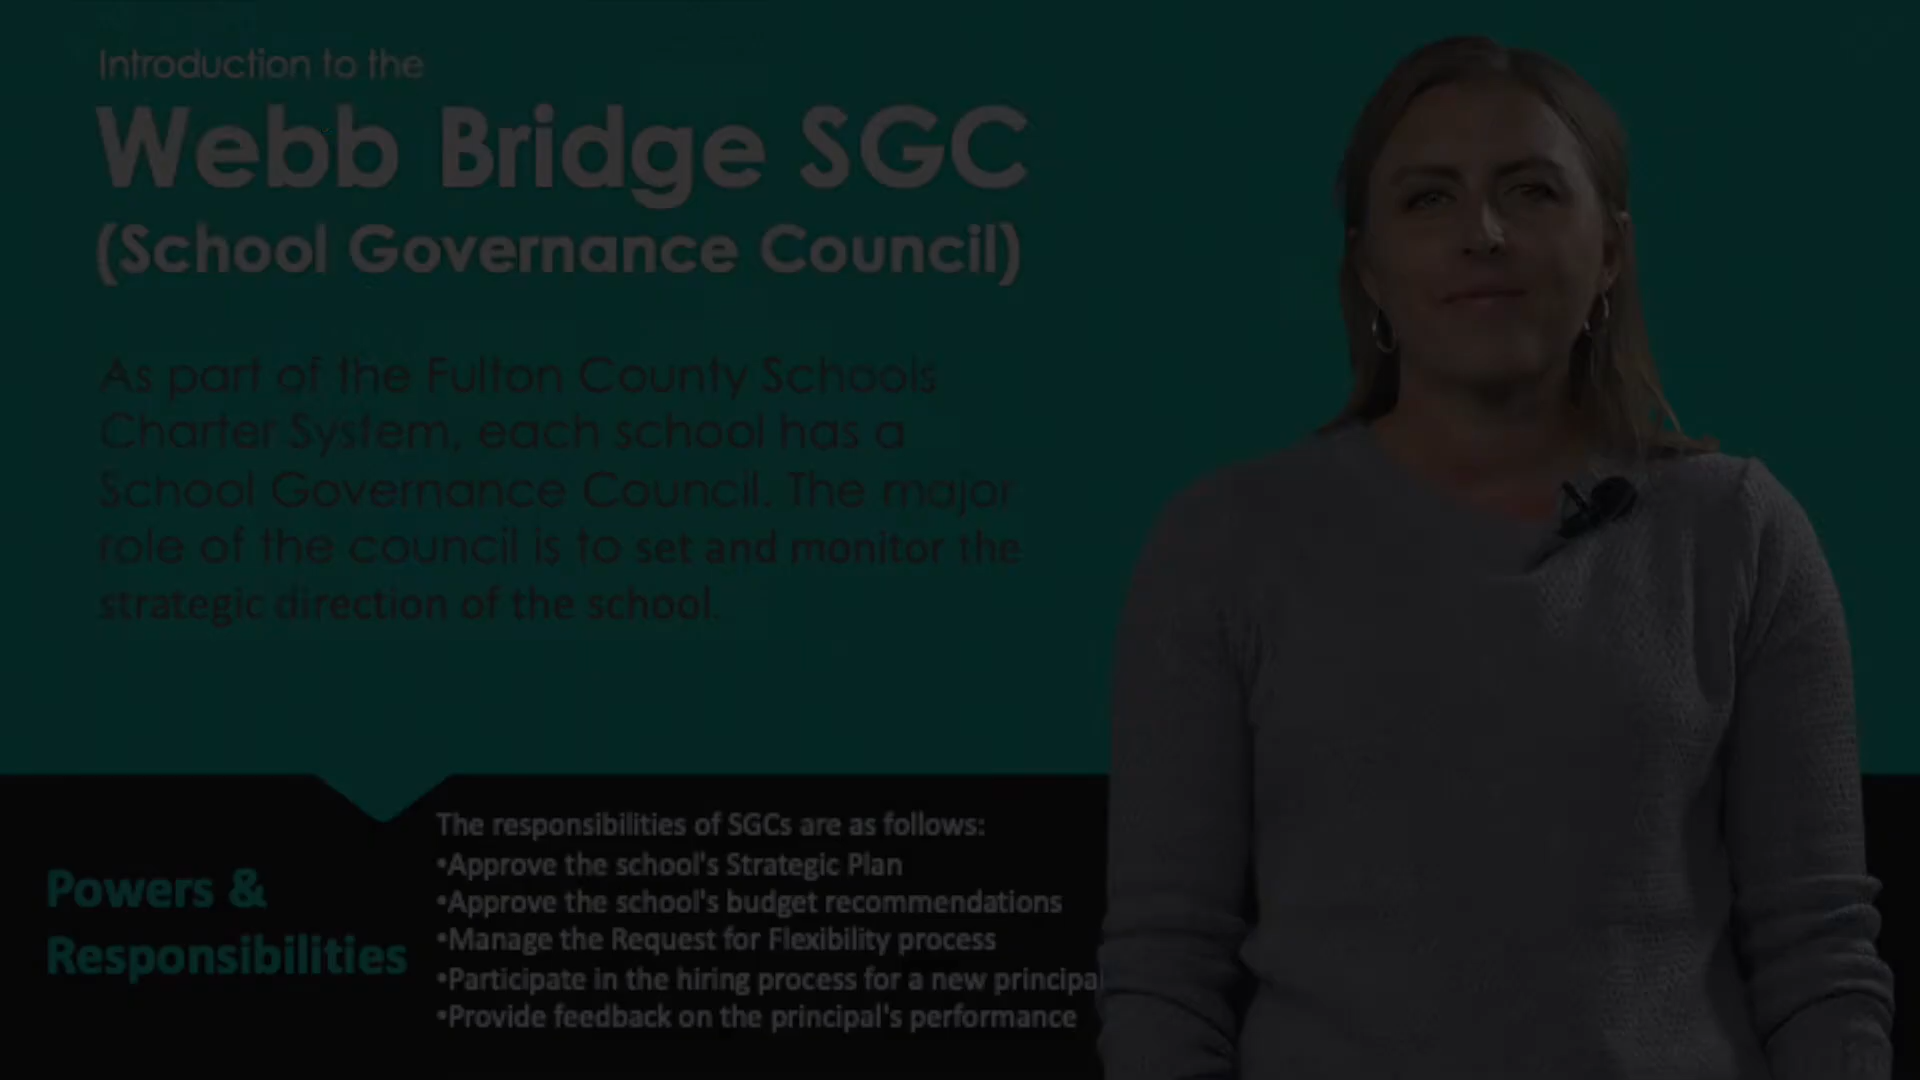 Introduction to the
Webb Bridge SGC
(School Governance Council)
As part of the Fulton County Schools
Charter System, each school has a
School Governance Council. The major
role of the council is to set and monitor the
strategic direction of the school.
Powers &
Responsibilities
The responsibilities of SGCs are as follows:
•Approve the school's Strategic Plan
•Approve the school's budget recommendations
•Manage the Request for Flexibility process
•Participate in the hiring process for a new principal
•Provide feedback on the principal's performance